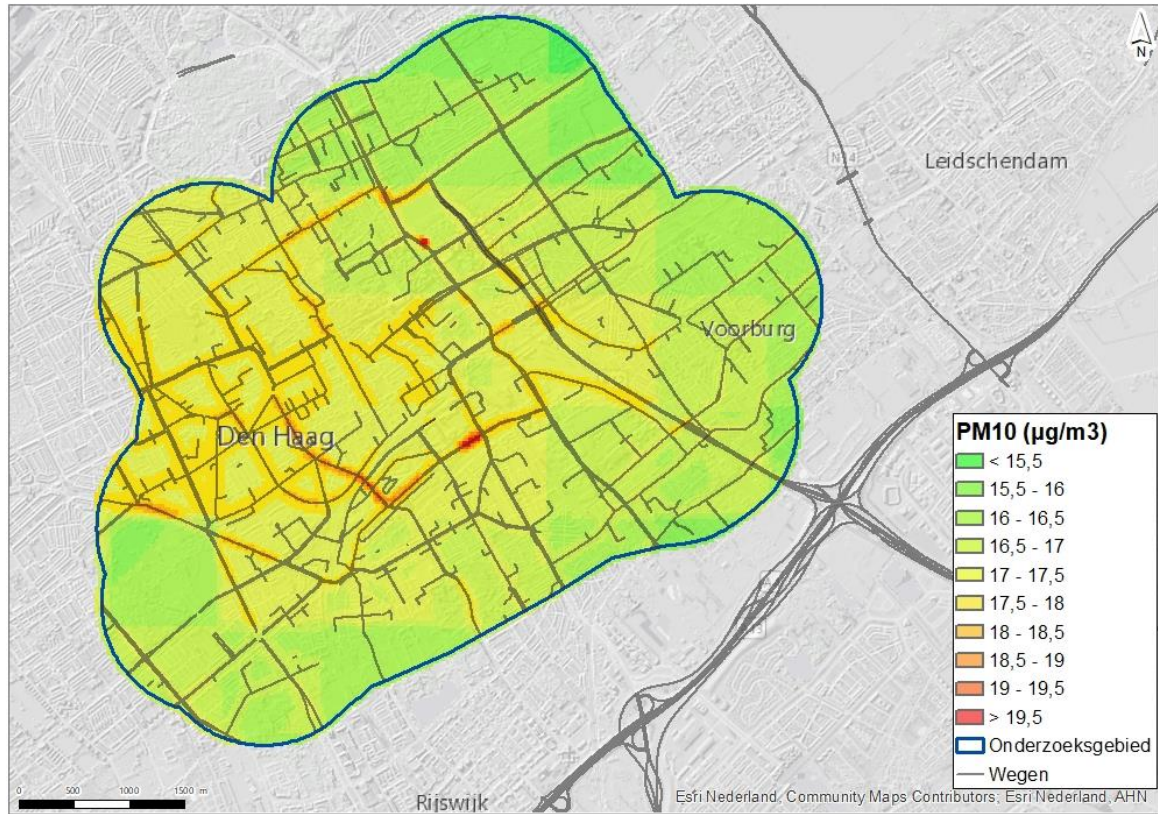 N
N14
Leidschendam
Voorburg
Den Haag
Rijswijk
PM10 (µg/m3)
< 15,5
15,5 - 16
16 - 16,5
16,5 - 17
17 - 17,5
17,5 - 18
18 - 18,5
18,5 - 19
19 - 19,5
> 19,5
Onderzoeksgebied
Wegen
0 500 1000 1500 m
Esri Nederland, Community Maps Contributors; Esri Nederland, AHN